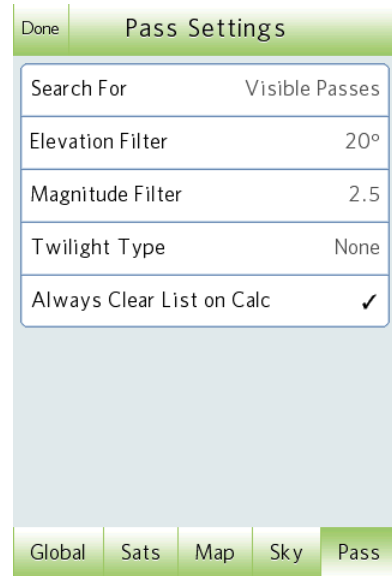 Done Pass Settings
Search For Visible Passes
Elevation Filter 20°
Magnitude Filter 2.5
Twilight Type None
Always Clear List on Calc ✓
Global Sats Map Sky Pass